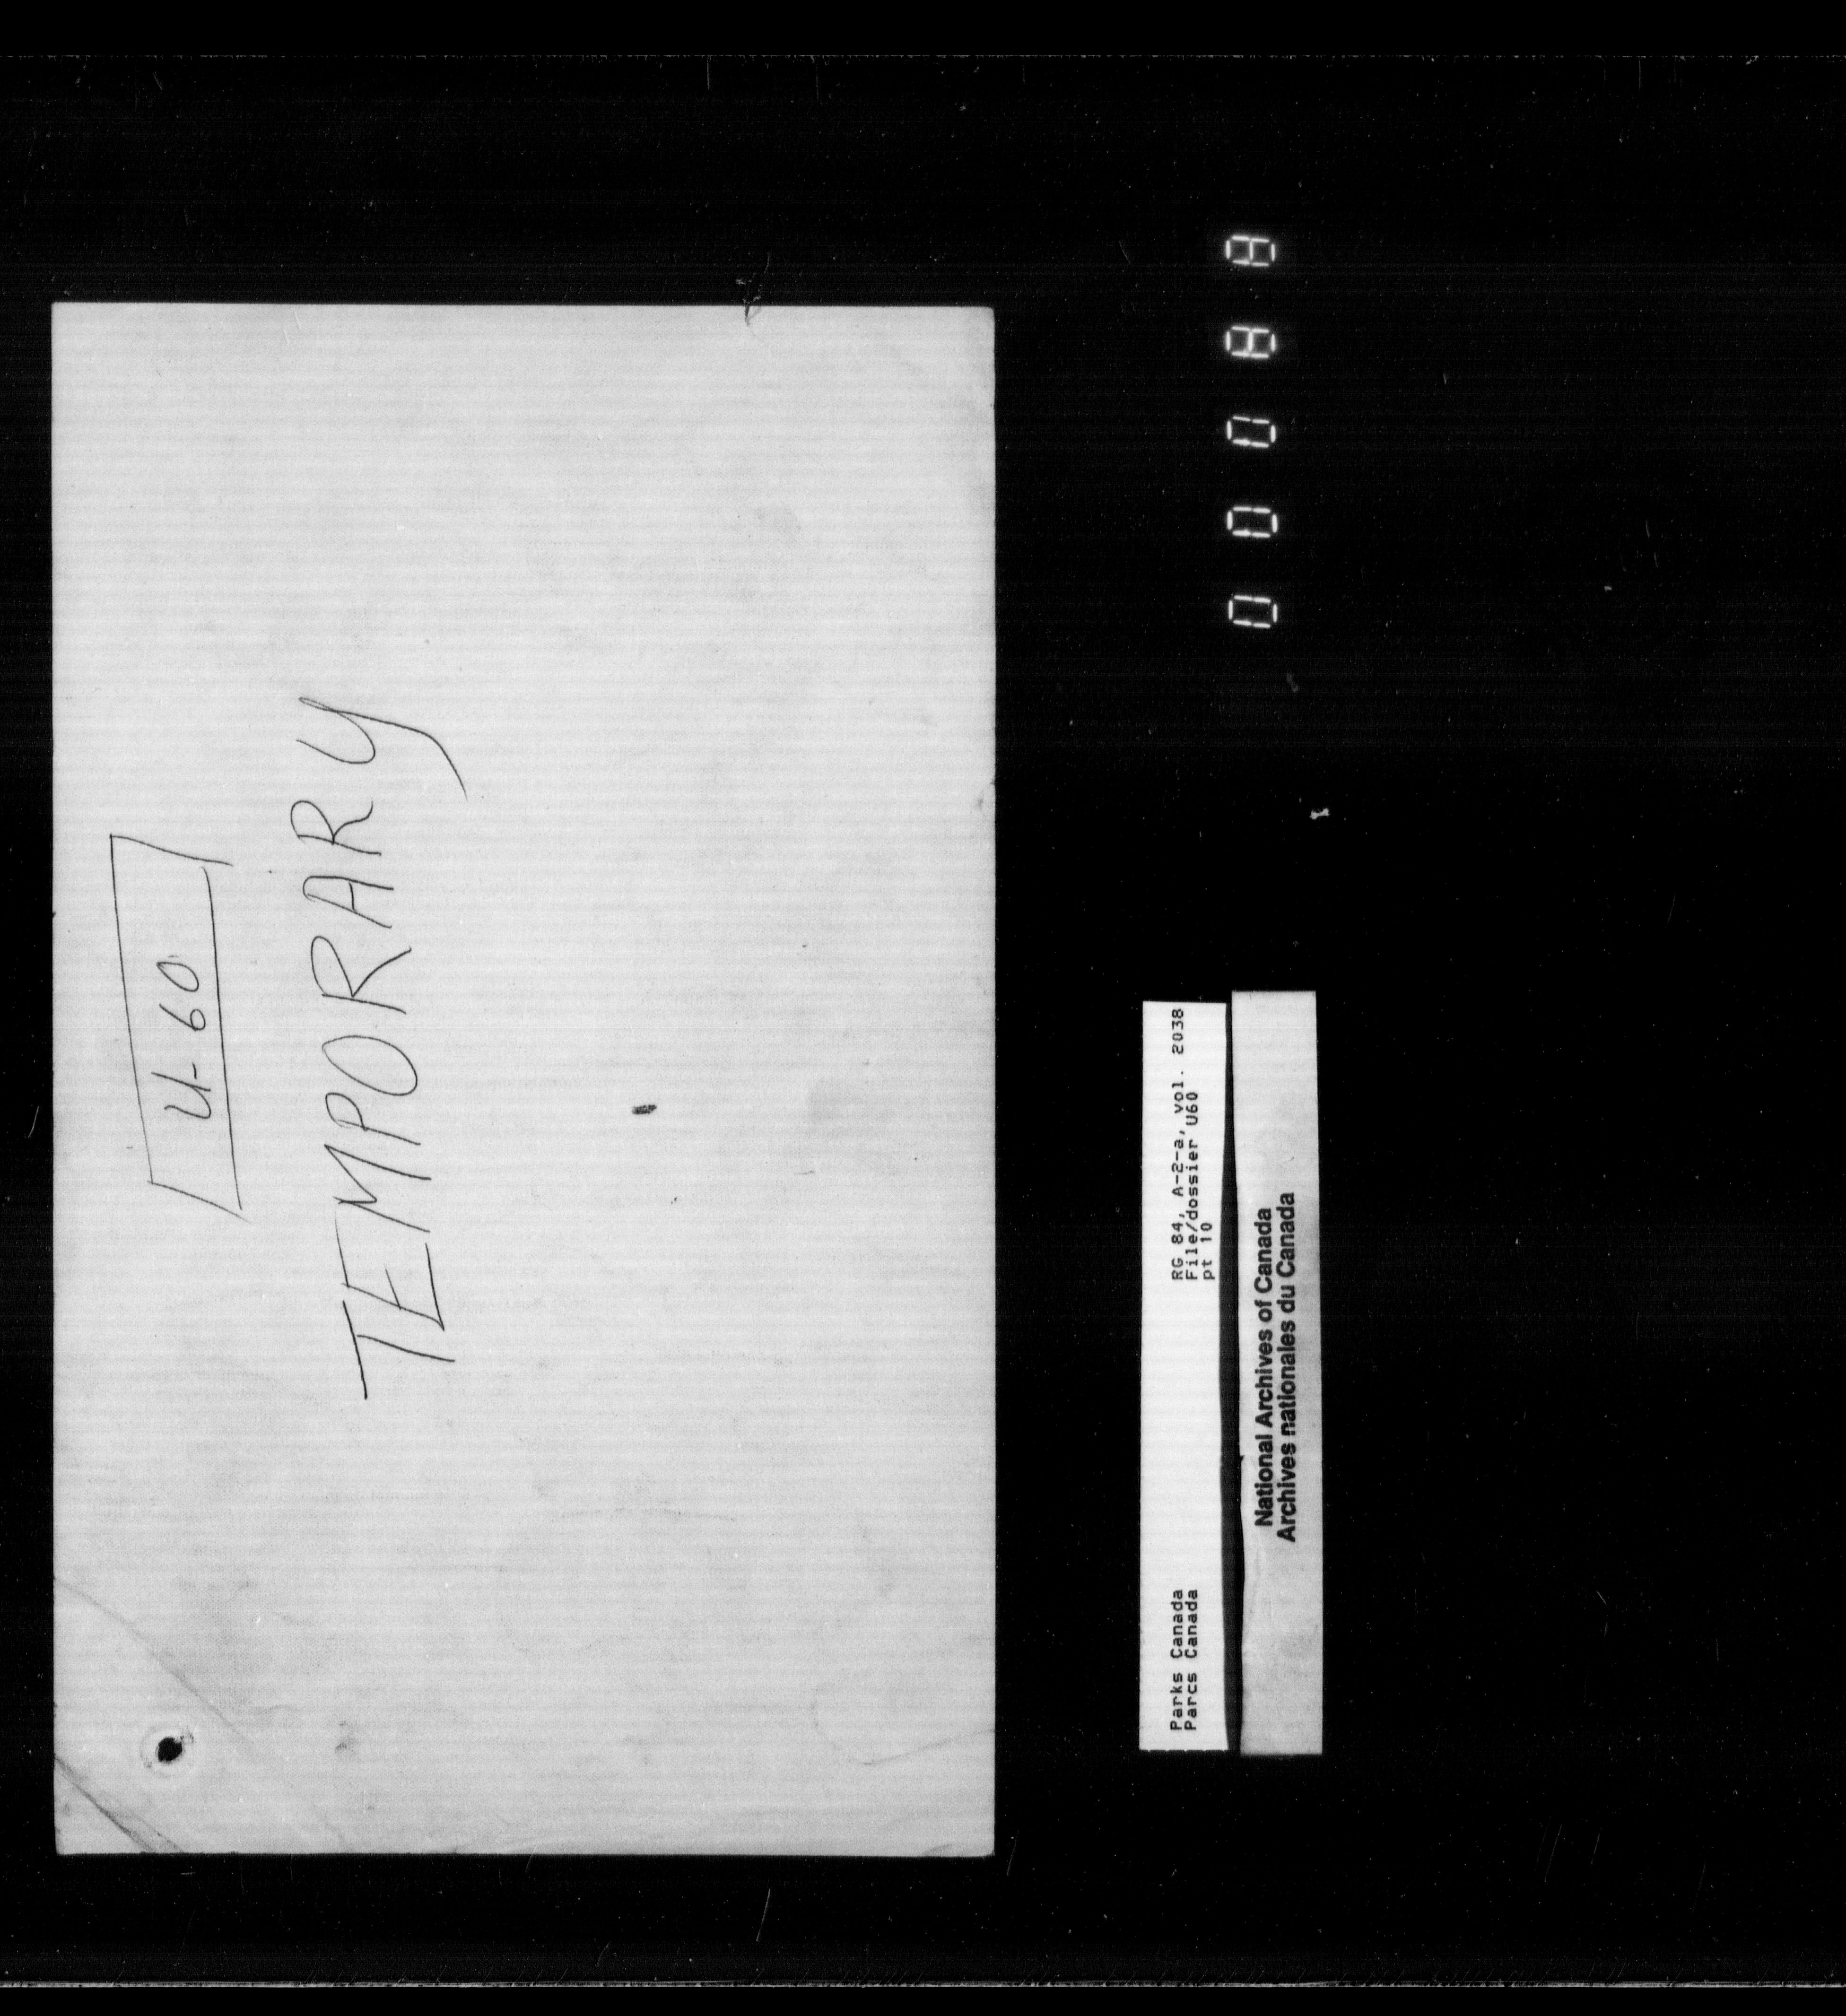 U-60
TEMPORARY
00088
Parks Canada
Parcs Canada
RG 84, A-2-a, Vol. 2038
File/dossier U60
pt 10
National Archives of Canada
Archives nationales du Canada